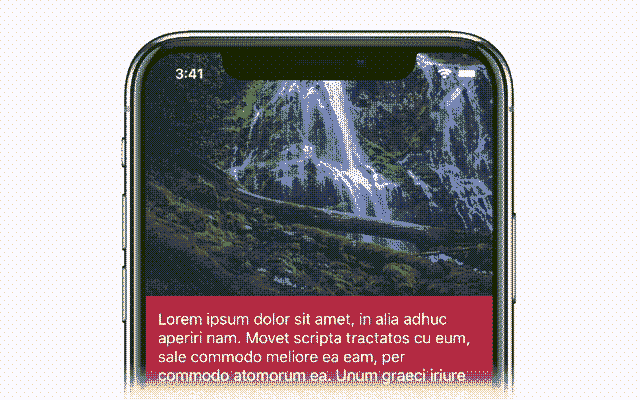 3:41
Lorem ipsum dolor sit amet, in alia adhuc
aperiri nam. Movet scripta tractatos cu eum,
sale commodo meliore ea eam, per
commodo atomorum ea. Unum graeci iriure